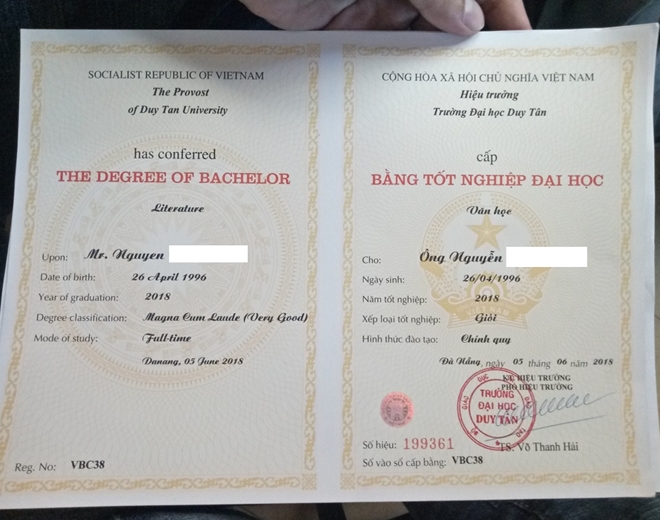 SOCIALIST REPUBLIC OF VIETNAM
The Provost
of Duy Tan University
has conferred
THE DEGREE OF BACHELOR
Literature
Upon: Mr. Nguyen
Date of birth: 26 April 1996
Year of graduation: 2018
Degree classification: Magna Cum Laude (Very Good)
Mode of study: Full-time
Danang, 05 June 2018
Reg. No: VBC38
CỘNG HÒA XÃ HỘI CHỦ NGHĨA VIỆT NAM
Hiệu trưởng
Trường Đại học Duy Tân
cấp
BẰNG TỐT NGHIỆP ĐẠI HỌC
Văn học
Cho: Ông Nguyễn
Ngày sinh: 26/04/1996
Năm tốt nghiệp: 2018
Xếp loại tốt nghiệp: Giỏi
Hình thức đào tạo: Chính quy
Đà Nẵng, ngày 05 tháng 06 năm 2018
KT. HIỆU TRƯỞNG
PHÓ HIỆU TRƯỞNG
TRƯỜNG
ĐẠI HỌC
DUY TÂN
TS. Võ Thanh Hải
Số hiệu: 199361
Số vào sổ cấp bằng: VBC38